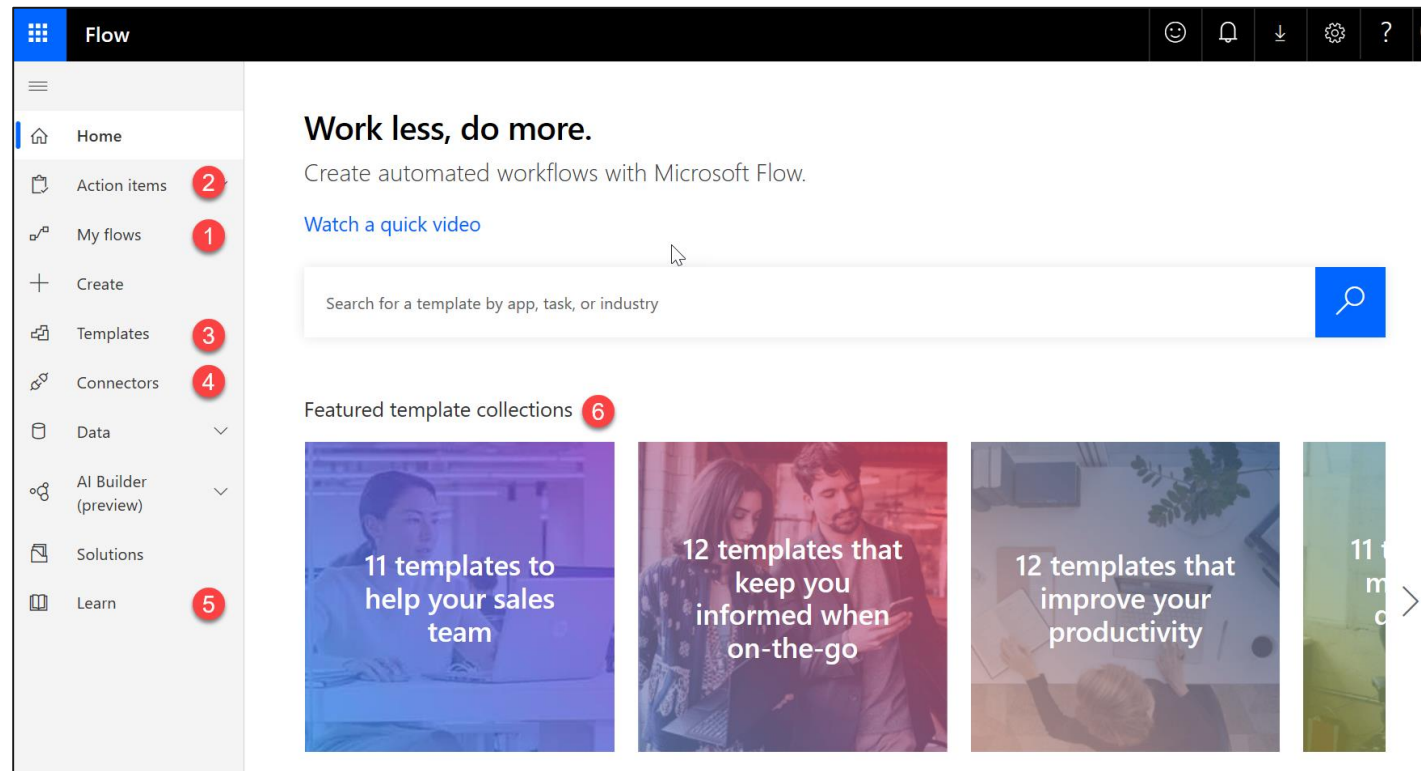 Flow
?
Home
Action items 2
My flows 1
Create
Templates 3
Connectors 4
Data
AI Builder
(preview)
Solutions
Learn 5
Work less, do more.
Create automated workflows with Microsoft Flow.
Watch a quick video
Search for a template by app, task, or industry
Featured template collections 6
11 templates to
help your sales
team
12 templates that
keep you
informed when
on-the-go
12 templates that
improve your
productivity
11